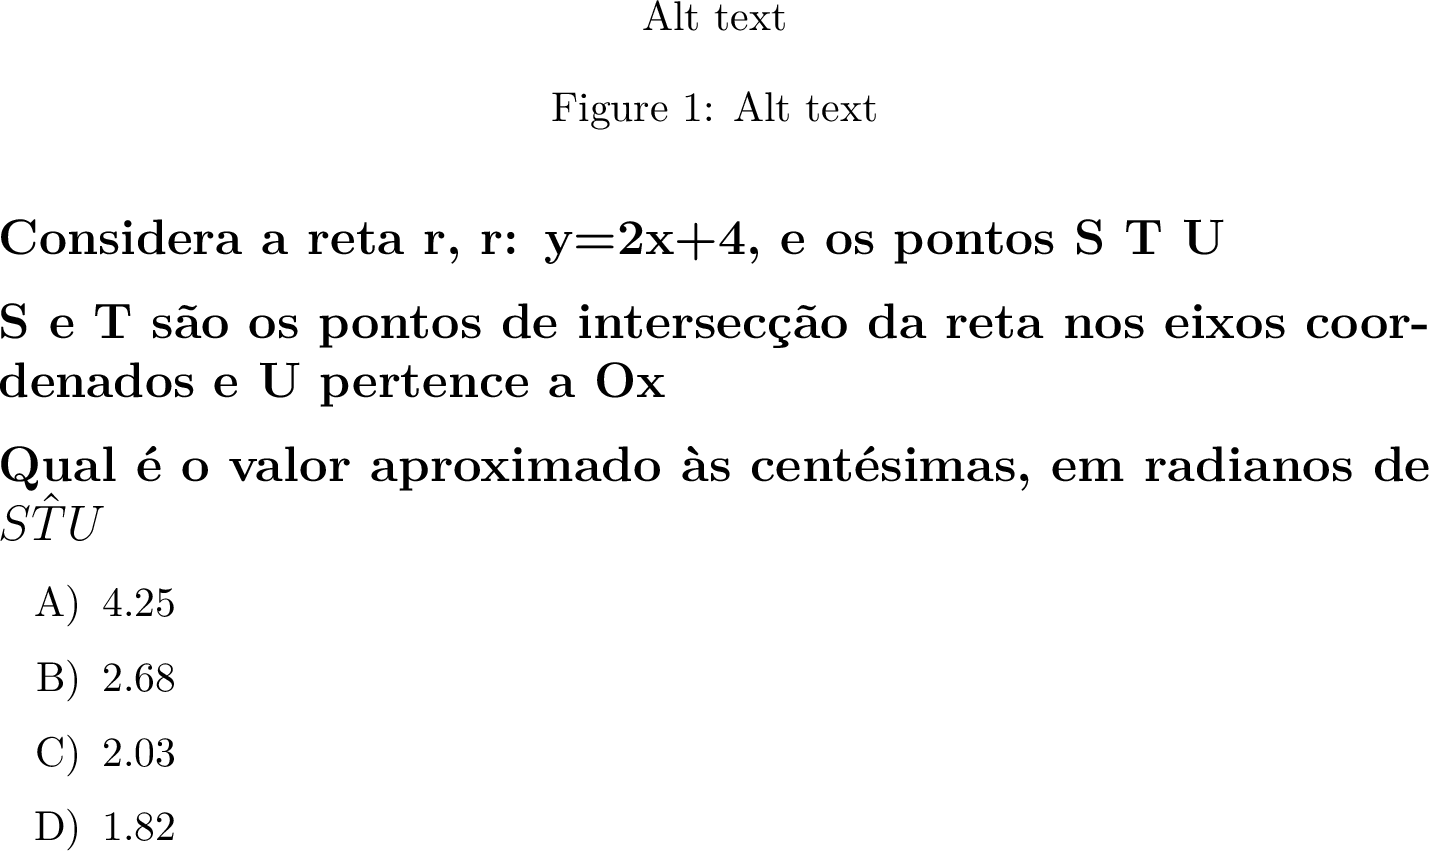 Alt text
Figure 1: Alt text
Considera a reta r, r: y=2x+4, e os pontos S T U
S e T são os pontos de intersecção da reta nos eixos coor-
denados e U pertence a Ox
Qual é o valor aproximado às centésimas, em radianos de
$S\hat{T}U$
A) 4.25
B) 2.68
C) 2.03
D) 1.82